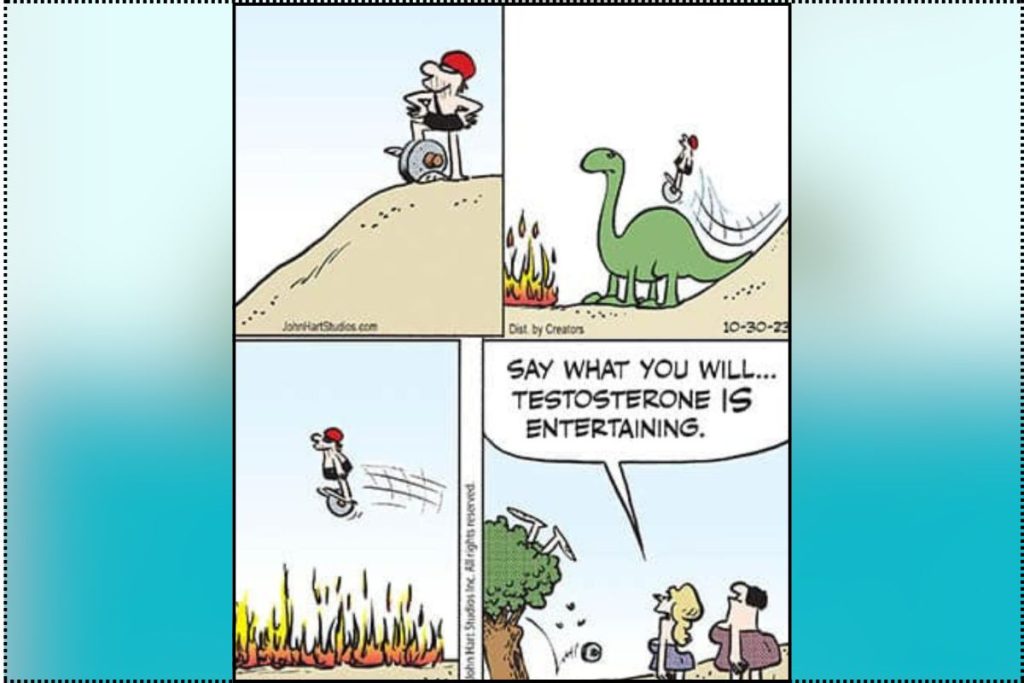 JohnHartStudios.com
Dist. by Creators
10-30-23
John Hart Studios Inc. All rights reserved.
SAY WHAT YOU WILL...
TESTOSTERONE IS
ENTERTAINING.